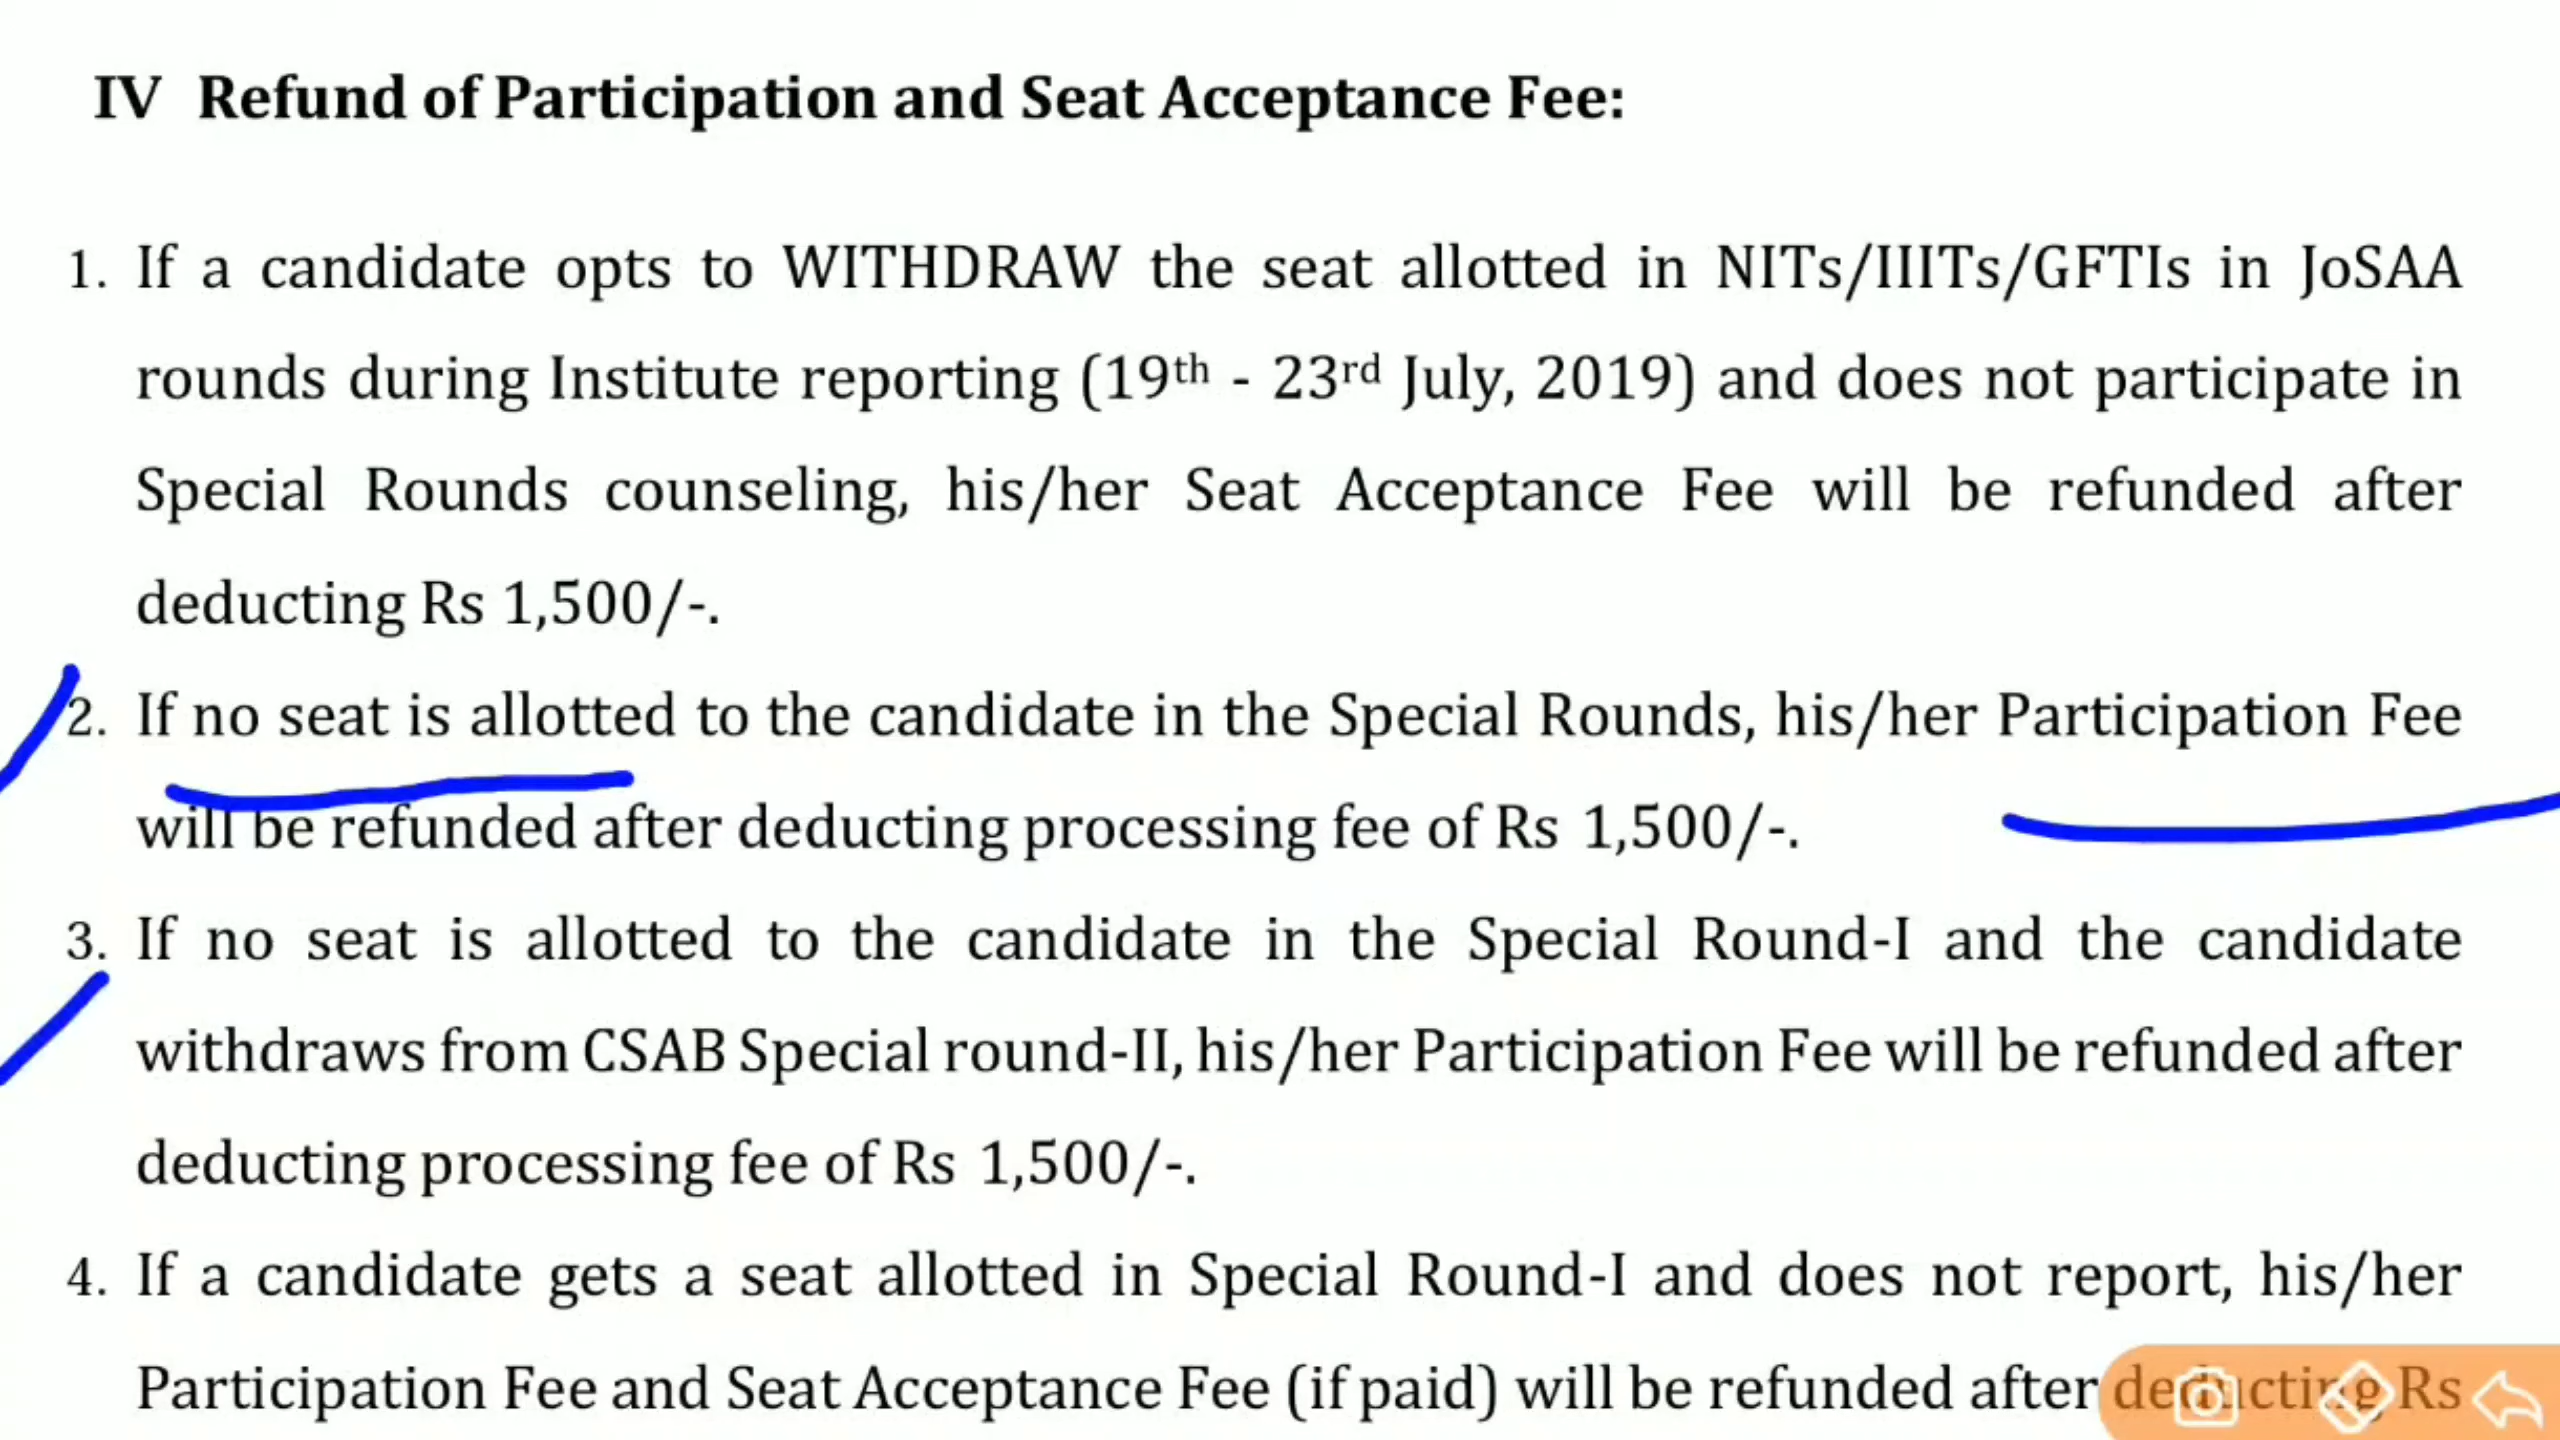 IV Refund of Participation and Seat Acceptance Fee:
1. If a candidate opts to WITHDRAW the seat allotted in NITs/IIITs/GFTIs in JoSAA
rounds during Institute reporting (19th - 23rd July, 2019) and does not participate in
Special Rounds counseling, his/her Seat Acceptance Fee will be refunded after
deducting Rs 1,500/-.
2. If no seat is allotted to the candidate in the Special Rounds, his/her Participation Fee
will be refunded after deducting processing fee of Rs 1,500/-.
3. If no seat is allotted to the candidate in the Special Round-I and the candidate
withdraws from CSAB Special round-II, his/her Participation Fee will be refunded after
deducting processing fee of Rs 1,500/-.
4. If a candidate gets a seat allotted in Special Round-I and does not report, his/her
Participation Fee and Seat Acceptance Fee (if paid) will be refunded after deducting Rs